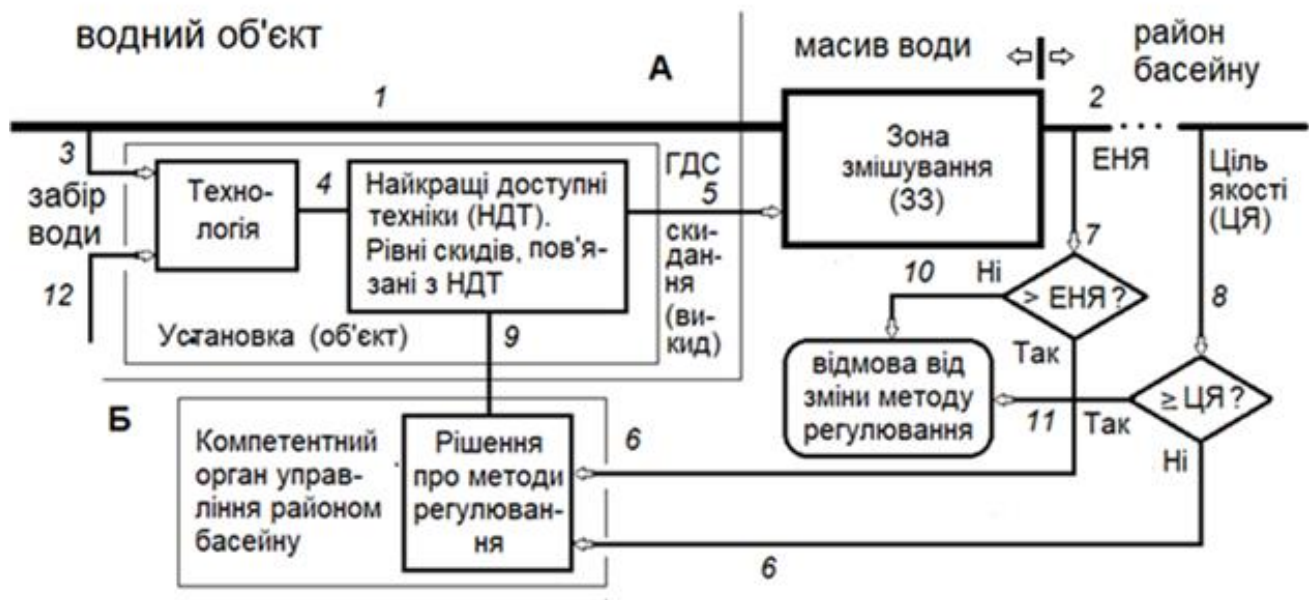 водний об'єкт
А
масив води
район
басейну
1
2
3
забір
води
12
Техно-
логія
4
Найкращі доступні
техніки (НДТ).
Рівні скидів, пов'я-
зані з НДТ
Установка (об'єкт)
9
ГДС
5
ски-
дан-
ня
(ви-
кид)
Зона
змішування
(ЗЗ)
ЕНЯ
Ціль
якості
(ЦЯ)
7
10
Ні
> ЕНЯ?
8
Так
відмова від
зміни методу
регулювання
11
Так
≥ ЦЯ?
Ні
Б
Компетентний
орган управ-
ління районом
басейну
Рішення
про методи
регулюван-
ня
6
6